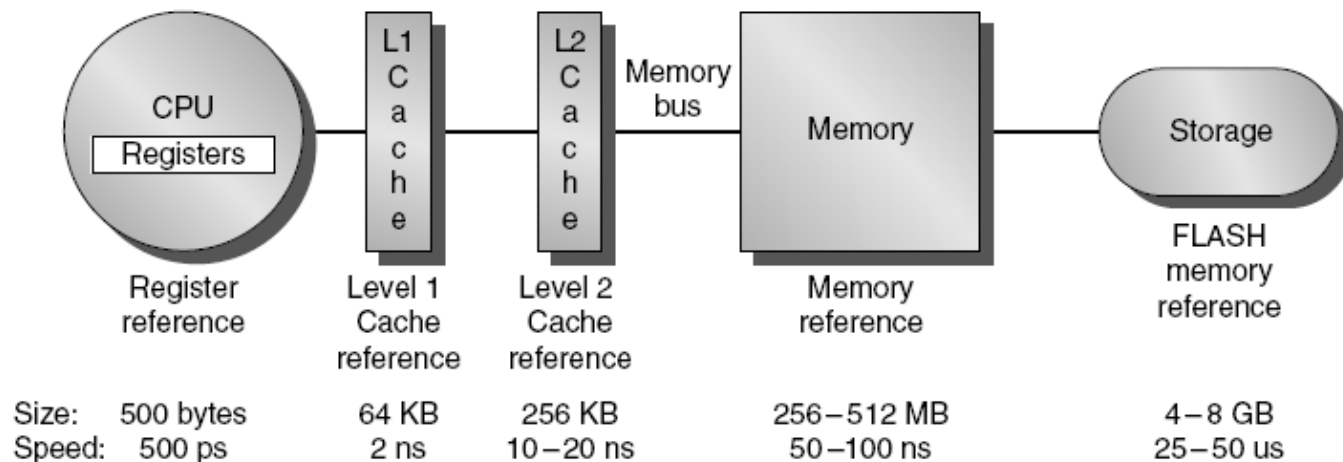 CPU
Registers
L1
C
a
c
h
e
L2
C
a
c
h
e
Memory
bus
Memory
Storage
Register
reference
Level 1
Cache
reference
Level 2
Cache
reference
Memory
reference
FLASH
memory
reference
Size: 500 bytes 64 KB 256 KB 256–512 MB 4–8 GB
Speed: 500 ps 2 ns 10–20 ns 50–100 ns 25–50 us